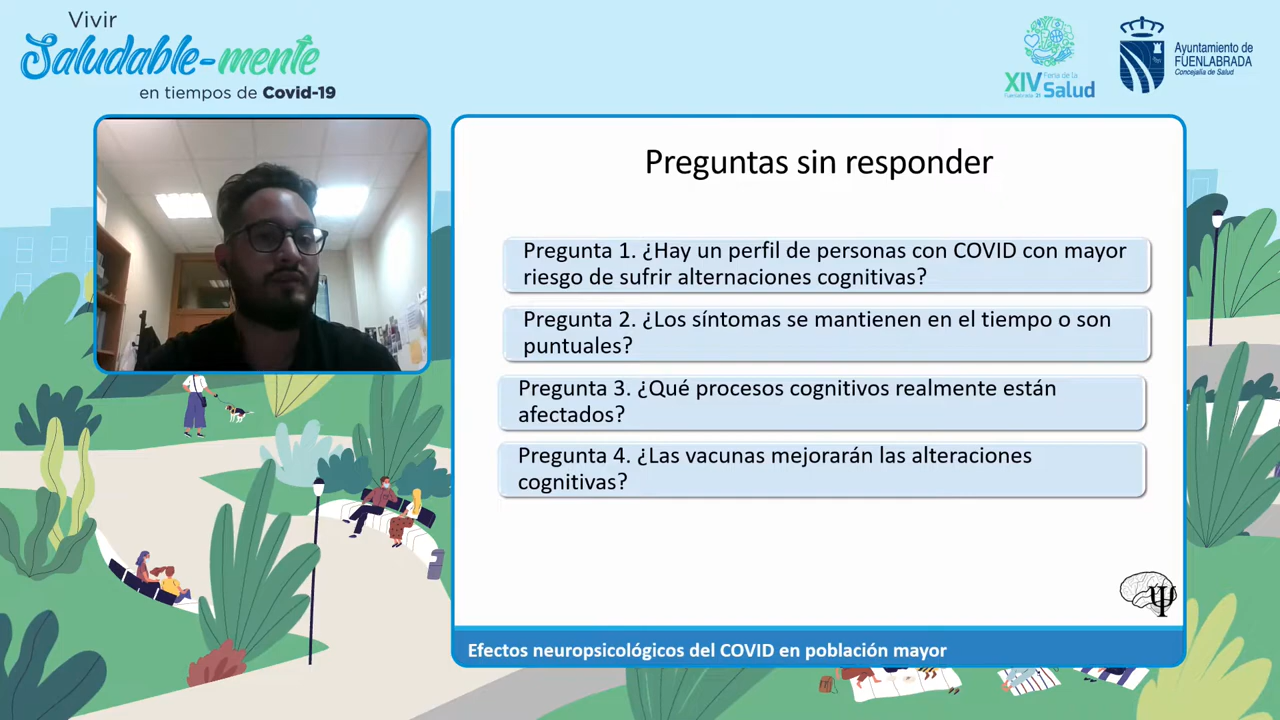 Vivir
Saludable-mente
en tiempos de Covid-19
XIV Feria de la
Fuenlabrada 21 Salud
Ayuntamiento de
FUENLABRADA
Concejalía de Salud
Preguntas sin responder
Pregunta 1. ¿Hay un perfil de personas con COVID con mayor
riesgo de sufrir alternaciones cognitivas?
Pregunta 2. ¿Los síntomas se mantienen en el tiempo o son
puntuales?
Pregunta 3. ¿Qué procesos cognitivos realmente están
afectados?
Pregunta 4. ¿Las vacunas mejorarán las alteraciones
cognitivas?
Ψ
Efectos neuropsicológicos del COVID en población mayor